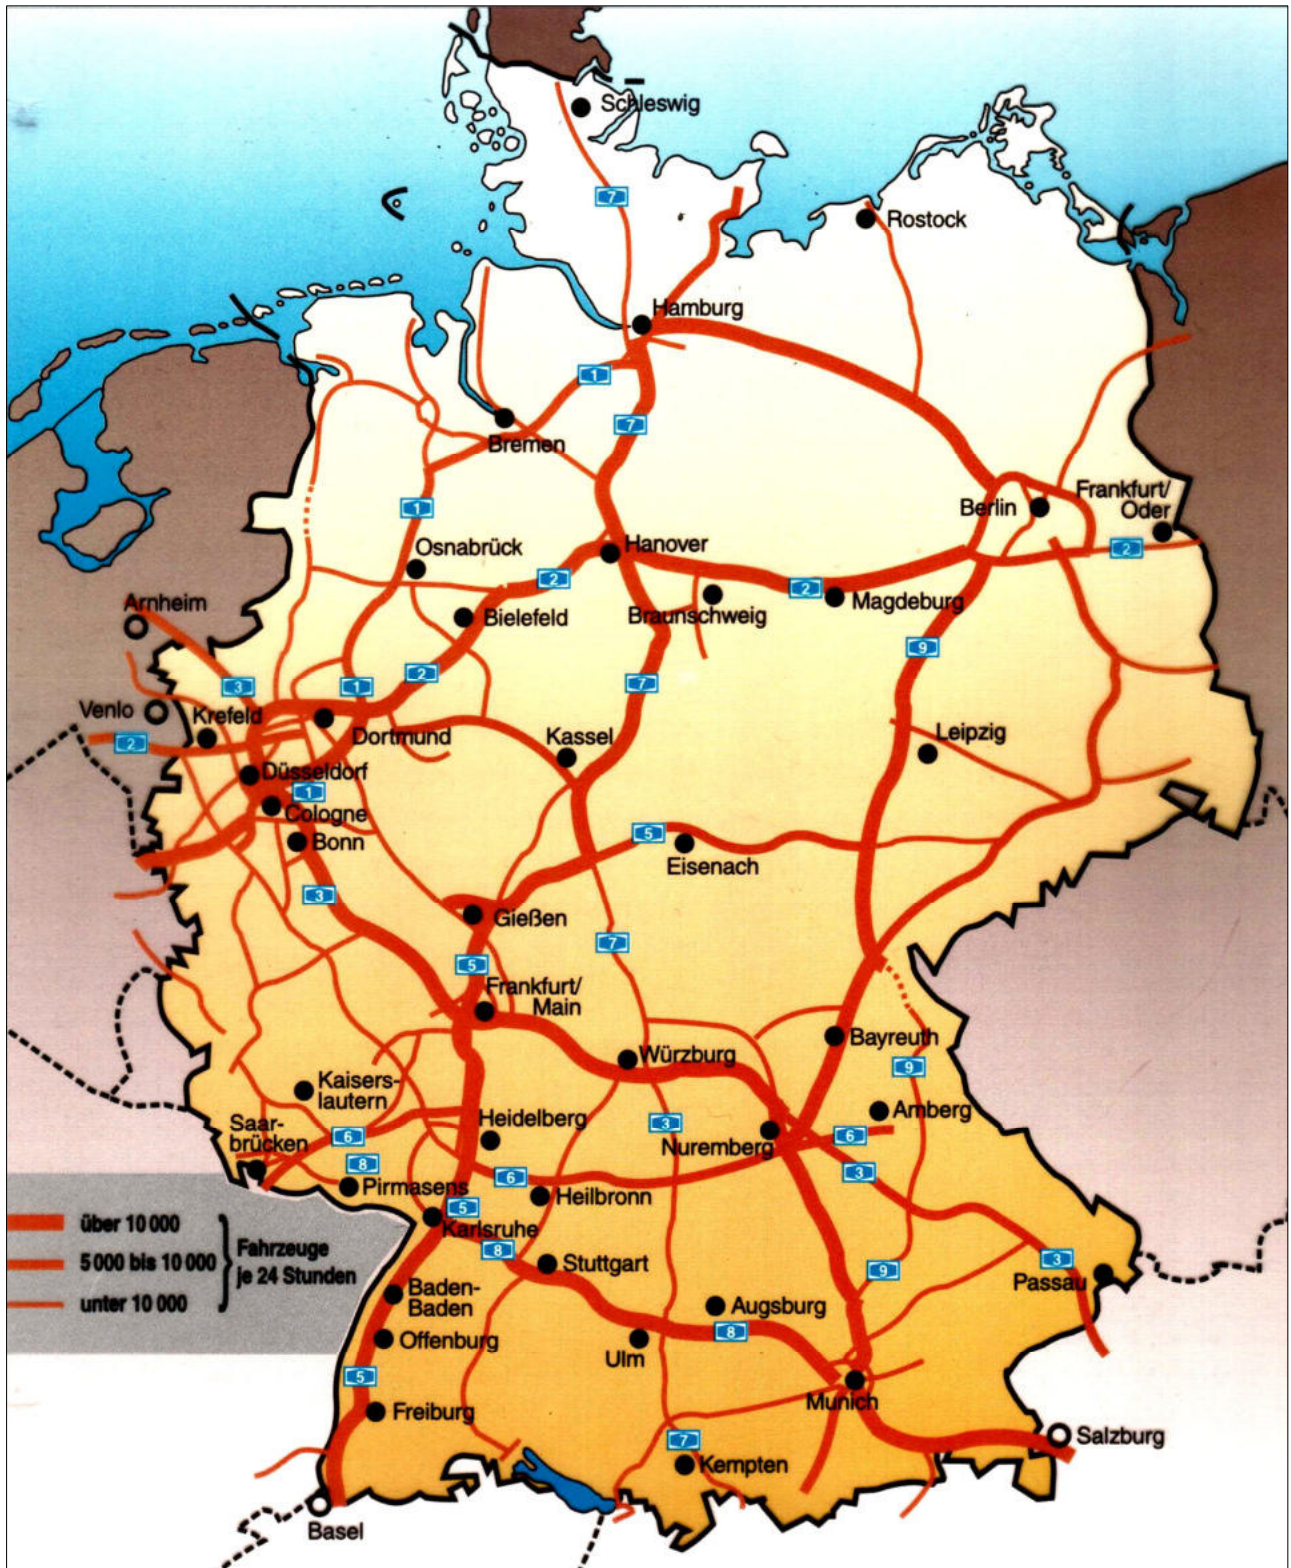 Schleswig
7
Rostock
Hamburg
1
7
Bremen
Berlin
Frankfurt/
Oder
1
Osnabrück
Hanover
2
2
2
Arnheim
Bielefeld
Braunschweig
Magdeburg
9
3
1
2
7
Venlo
Krefeld
2
Dortmund
Kassel
Leipzig
Düsseldorf
1
Cologne
Bonn
5
Eisenach
3
Gießen
7
5
Frankfurt/
Main
Würzburg
Bayreuth
9
Kaisers-
lautern
Saar-
brücken
6
Heidelberg
3
Nuremberg
Amberg
6
8
Pirmasens
6
Heilbronn
3
5
Karlsruhe
8
Stuttgart
9
3
Passau
über 10 000
5 000 bis 10 000
unter 10 000
Fahrzeuge
je 24 Stunden
Baden-
Baden
Offenburg
Augsburg
8
Ulm
5
Freiburg
Munich
7
Kempten
Salzburg
Basel